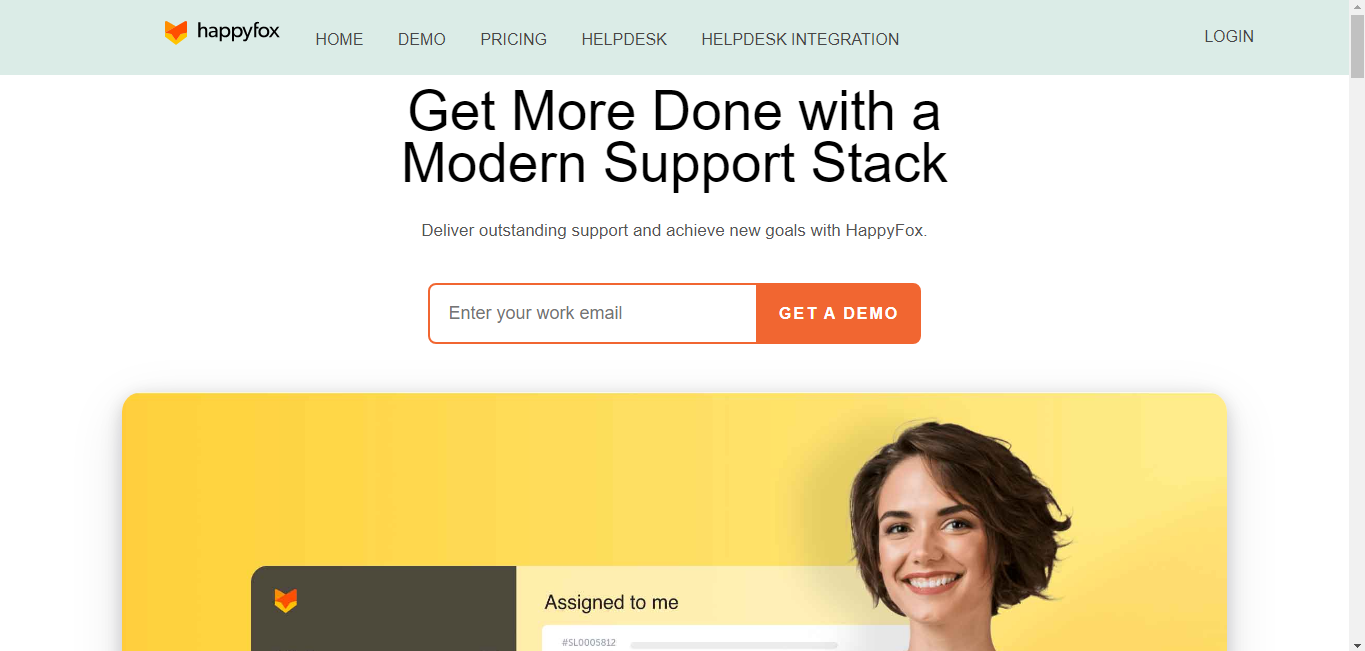 happyfox HOME DEMO PRICING HELPDESK HELPDESK INTEGRATION LOGIN
Get More Done with a
Modern Support Stack
Deliver outstanding support and achieve new goals with HappyFox.
Enter your work email GET A DEMO
Assigned to me
#SL000S812